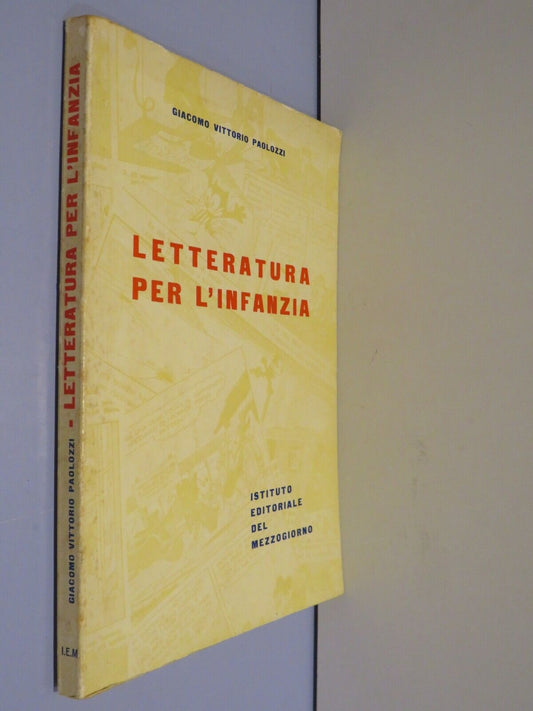 GIACOMO VITTORIO PAOLOZZI
LETTERATURA
PER L'INFANZIA
ISTITUTO
EDITORIALE
DEL
MEZZOGIORNO
GIACOMO VITTORIO PAOLOZZI - LETTERATURA PER L'INFANZIA
I.E.M.